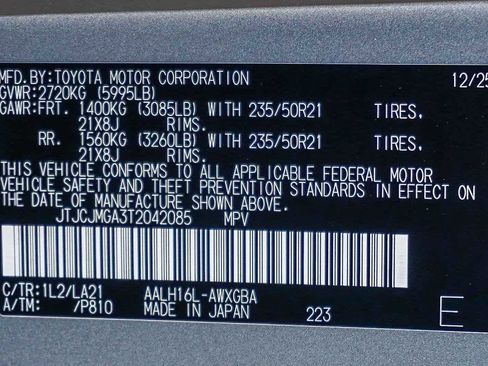 MFD.BY:TOYOTA MOTOR CORPORATION 12/25
GVWR:2720KG (5995LB)
GAWR:FRT. 1400KG (3085LB) WITH 235/50R21 TIRES.
21X8J RIMS.
RR. 1560KG (3260LB) WITH 235/50R21 TIRES.
21X8J RIMS.
THIS VEHICLE CONFORMS TO ALL APPLICABLE FEDERAL MOTOR
VEHICLE SAFETY AND THEFT PREVENTION STANDARDS IN EFFECT ON
THE DATE OF MANUFACTURE SHOWN ABOVE.
JTJCJMGA3T2042085 MPV
C/TR:1L2/LA21 AALH16L-AWXGBA
A/TM: /P810 MADE IN JAPAN 223 E